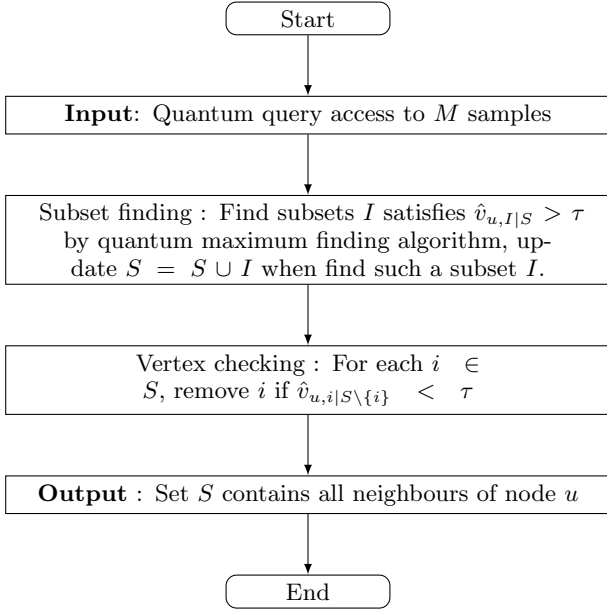 Start
Input: Quantum query access to M samples
Subset finding : Find subsets I satisfies v̂_{u,I|S} > τ
by quantum maximum finding algorithm, up-
date S = S ∪ I when find such a subset I.
Vertex checking : For each i ∈
S, remove i if v̂_{u,i|S\{i}} < τ
Output : Set S contains all neighbours of node u
End